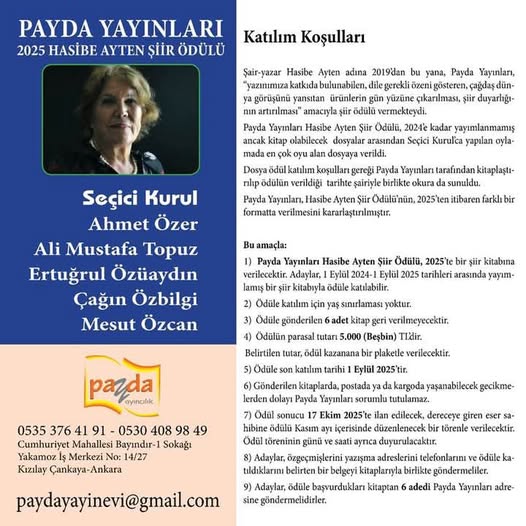 PAYDA YAYINLARI
2025 HASİBE AYTEN ŞİİR ÖDÜLÜ
Seçici Kurul
Ahmet Özer
Ali Mustafa Topuz
Ertuğrul Özüaydın
Çağın Özbilgi
Mesut Özcan
payda
yayıncılık
0535 376 41 91 - 0530 408 98 49
Cumhuriyet Mahallesi Bayındır-1 Sokağı
Yakamoz İş Merkezi No: 14/27
Kızılay Çankaya-Ankara
paydayayinevi@gmail.com
Katılım Koşulları
Şair-yazar Hasibe Ayten adına 2019'dan bu yana, Payda Yayınları,
"yazınımıza katkıda bulunabilen, dile gerekli özeni gösteren, çağdaş dün-
ya görüşünü yansıtan ürünlerin gün yüzüne çıkarılması, şiir duyarlığı-
nın artırılması" amacıyla şiir ödülü vermekteydi.
Payda Yayınları Hasibe Ayten Şiir Ödülü, 2024'e kadar yayımlanmamış
ancak kitap olabilecek dosyalar arasından Seçici Kurul'ca yapılan oyla-
mada en çok oyu alan dosyaya verildi.
Dosya ödül katılım koşulları gereği Payda Yayınları tarafından kitaplaştı-
rılıp ödülün verildiği tarihte şairiyle birlikte okura da sunuldu.
Payda Yayınları, Hasibe Ayten Şiir Ödülü'nün, 2025'ten itibaren farklı bir
formatta verilmesini kararlaştırılmıştır.
Bu amaçla:
1) Payda Yayınları Hasibe Ayten Şiir Ödülü, 2025'te bir şiir kitabına
verilecektir. Adaylar, 1 Eylül 2024-1 Eylül 2025 tarihleri arasında yayım-
lamış bir şiir kitabıyla ödüle katılabilir.
2) Ödüle katılım için yaş sınırlaması yoktur.
3) Ödüle gönderilen 6 adet kitap geri verilmeyecektir.
4) Ödülün parasal tutarı 5.000 (Beşbin) TL'dir.
Belirtilen tutar, ödül kazanana bir plaketle verilecektir.
5) Ödüle son katılım tarihi 1 Eylül 2025'tir.
6) Gönderilen kitaplarda, postada ya da kargoda yaşanabilecek gecikme-
lerden dolayı Payda Yayınları sorumlu tutulamaz.
7) Ödül sonucu 17 Ekim 2025'te ilan edilecek, dereceye giren eser sa-
hibine ödülü Kasım ayı içerisinde düzenlenecek bir törenle verilecektir.
Ödül töreninin günü ve saati ayrıca duyurulacaktır.
8) Adaylar, özgeçmişlerini yazışma adreslerini telefonlarını ve ödüle ka-
tıldıklarını belirten bir belgeyi kitaplarıyla birlikte göndermeliler.
9) Adaylar, ödüle başvurdukları kitaptan 6 adedi Payda Yayınları adre-
sine göndermelidirler.